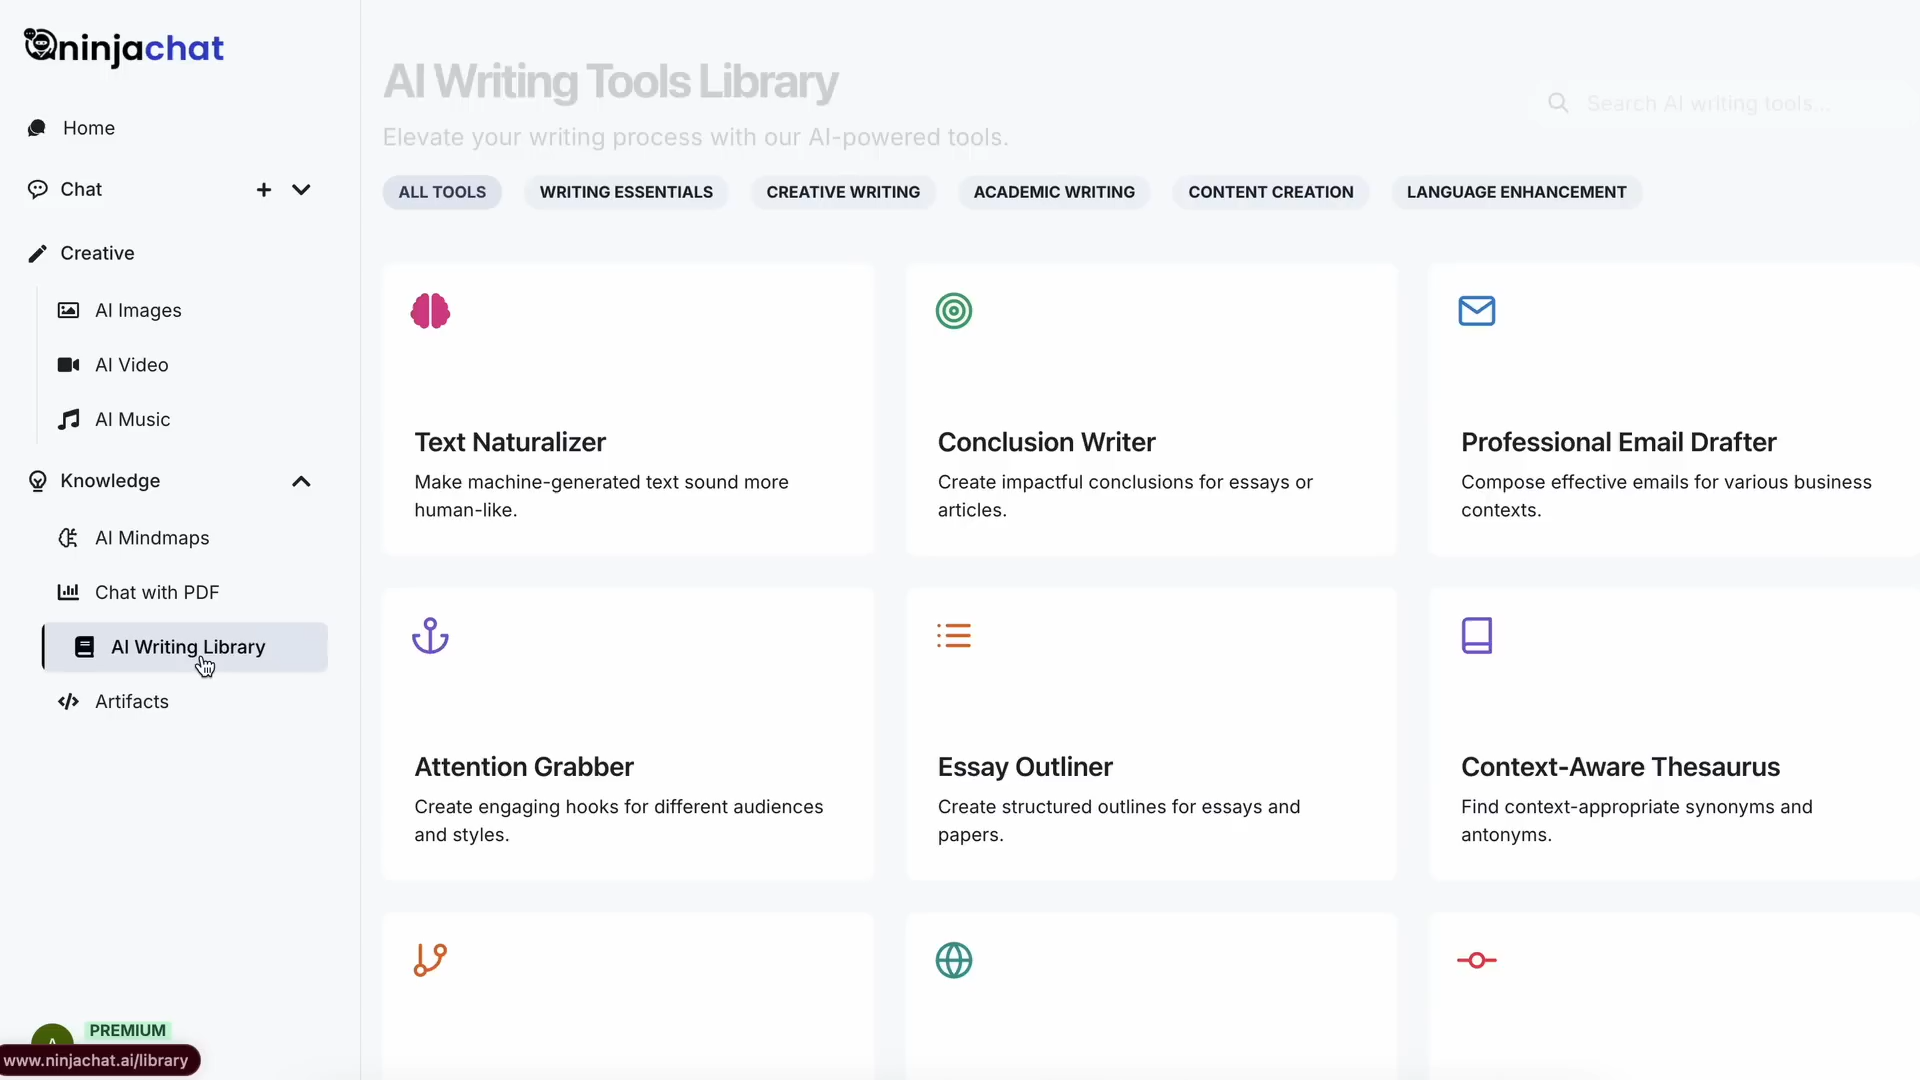 ninjachat
Home
Chat
Creative
AI Images
AI Video
AI Music
Knowledge
AI Mindmaps
Chat with PDF
AI Writing Library
Artifacts
A
PREMIUM
www.ninjachat.ai/library
AI Writing Tools Library
Elevate your writing process with our AI-powered tools.
Search AI writing tools...
ALL TOOLS
WRITING ESSENTIALS
CREATIVE WRITING
ACADEMIC WRITING
CONTENT CREATION
LANGUAGE ENHANCEMENT
Text Naturalizer
Make machine-generated text sound more
human-like.
Conclusion Writer
Create impactful conclusions for essays or
articles.
Professional Email Drafter
Compose effective emails for various business
contexts.
Attention Grabber
Create engaging hooks for different audiences
and styles.
Essay Outliner
Create structured outlines for essays and
papers.
Context-Aware Thesaurus
Find context-appropriate synonyms and
antonyms.